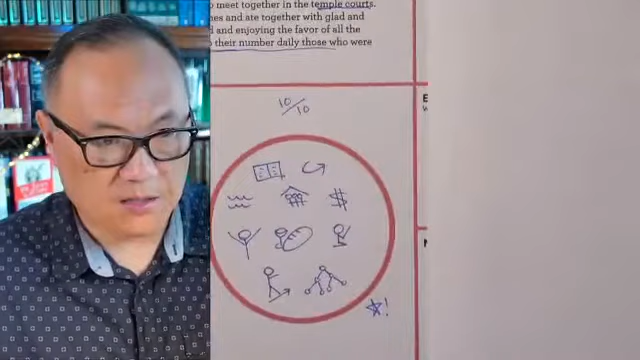 o meet together in the temple courts.
es and ate together with glad and
d and enjoying the favor of all the
o their number daily those who were
10/10
$
!